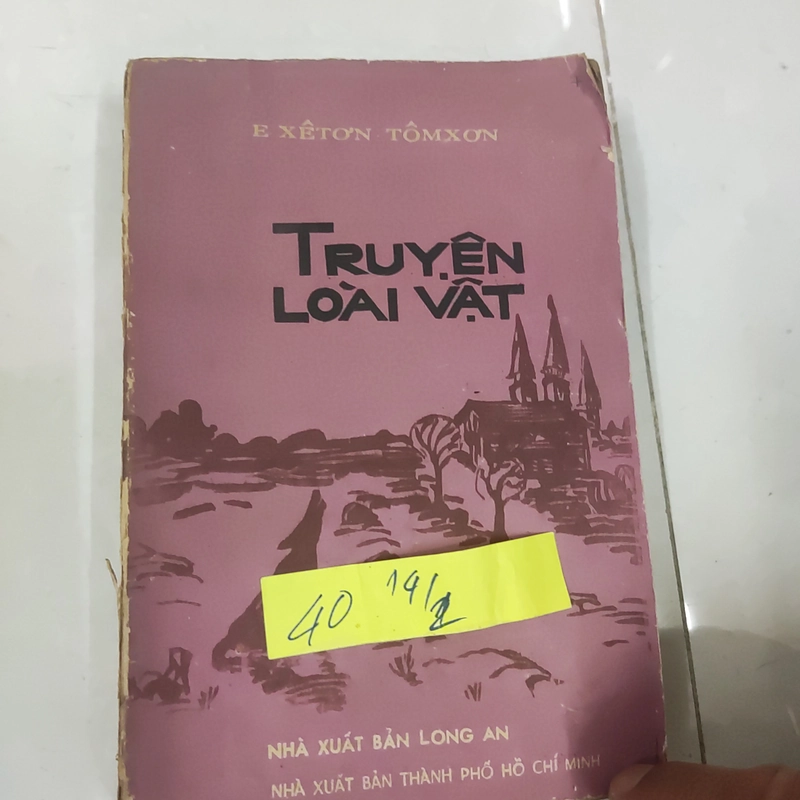 E XÊTƠN TÔMXƠN
TRUYỆN
LOÀI VẬT
40 14/2
NHÀ XUẤT BẢN LONG AN
NHÀ XUẤT BẢN THÀNH PHỐ HỒ CHÍ MINH